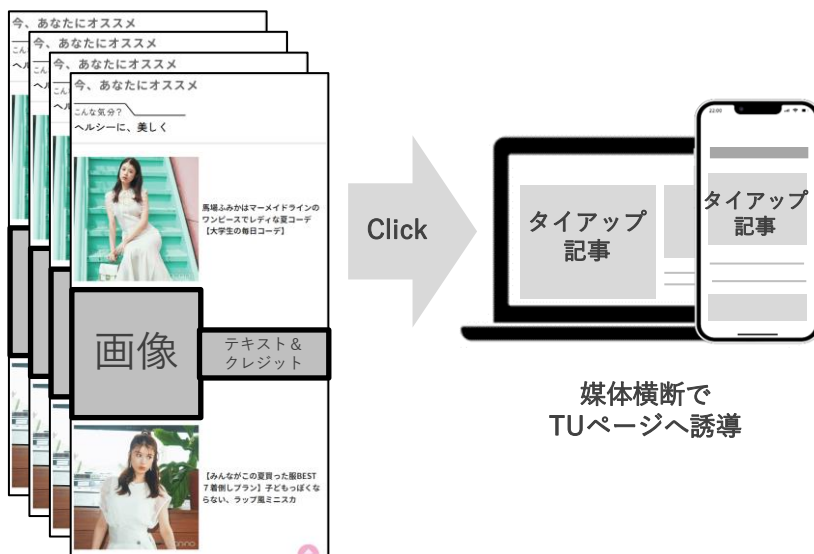 今、あなたにオススメ
今、あなたにオススメ
今、あなたにオススメ
今、あなたにオススメ
こんな気分?
ヘルシーに、美しく
馬場ふみかはマーメイドラインの
ワンピースでレディな夏コーデ
【大学生の毎日コーデ】
画像
テキスト＆
クレジット
【みんながこの夏買った服BEST
７着倒しプラン】子どもっぽくな
らない、ラップ風ミニスカ
Click
タイアップ
記事
22:00
タイアップ
記事
媒体横断で
TUページへ誘導